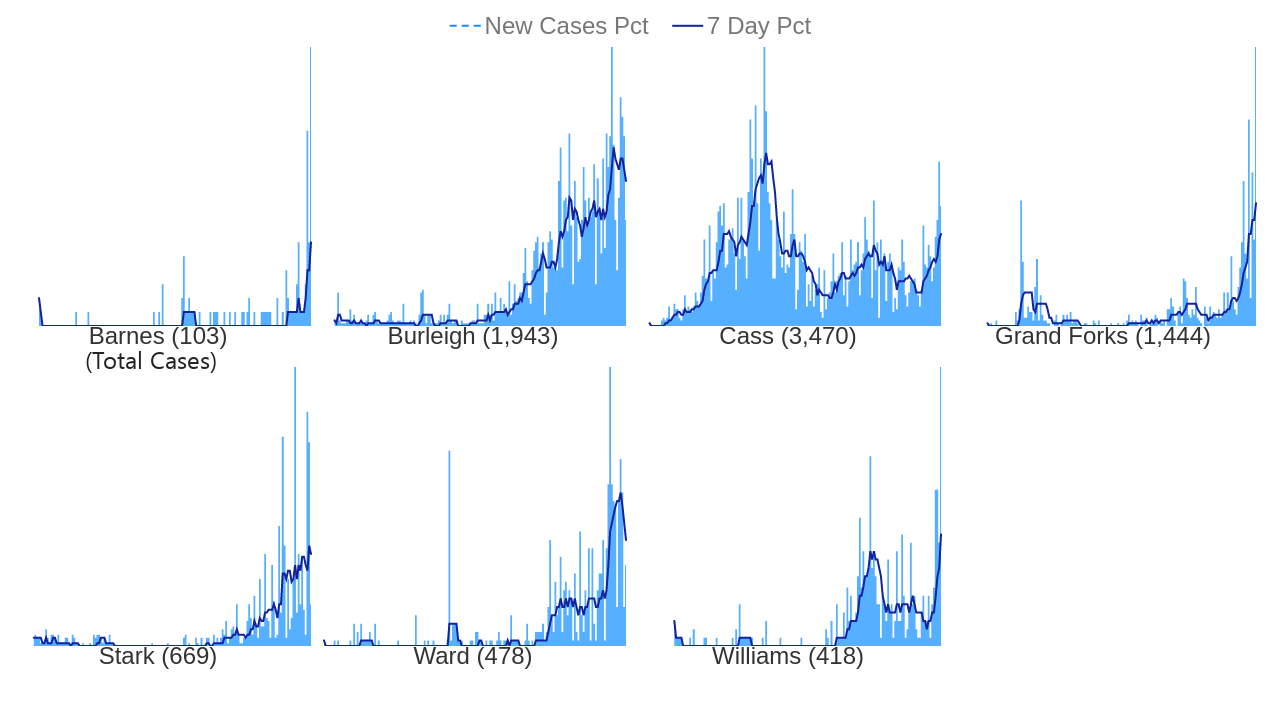 New Cases Pct 7 Day Pct
Barnes (103)
(Total Cases)
Burleigh (1,943)
Cass (3,470)
Grand Forks (1,444)
Stark (669)
Ward (478)
Williams (418)